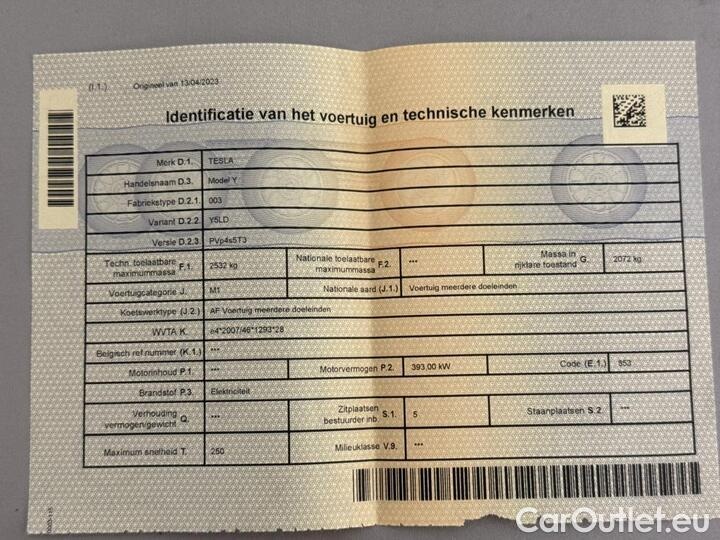 (I.1.) Origineel van 13/04/2023
Identificatie van het voertuig en technische kenmerken
Merk D.1. TESLA
Handelsnaam D.3. Model Y
Fabriekstype D.2.1. 003
Variant D.2.2. Y5LD
Versie D.2.3. PVp4s5T3
Techn. toelaatbare maximummassa F.1. 2532 kg Nationale toelaatbare maximummassa F.2. *** Massa in rijklare toestand G. 2072 kg
Voertuigcategorie J. M1 Nationale aard (J.1.) Voertuig meerdere doeleinden
Koetswerktype (J.2.) AF Voertuig meerdere doeleinden
WVTA K. e4*2007/46*1293*28
Belgisch ref.nummer (K.1.) ***
Motorinhoud P.1. *** Motorvermogen P.2. 393,00 kW Code (E.1.) 853
Brandstof P.3. Elektriciteit
Verhouding vermogen/gewicht Q. *** Zitplaatsen bestuurder inb. S.1. 5 Staanplaatsen S.2. ***
Maximum snelheid T. 250 Milieuklasse V.9. ***
CarOutlet.eu